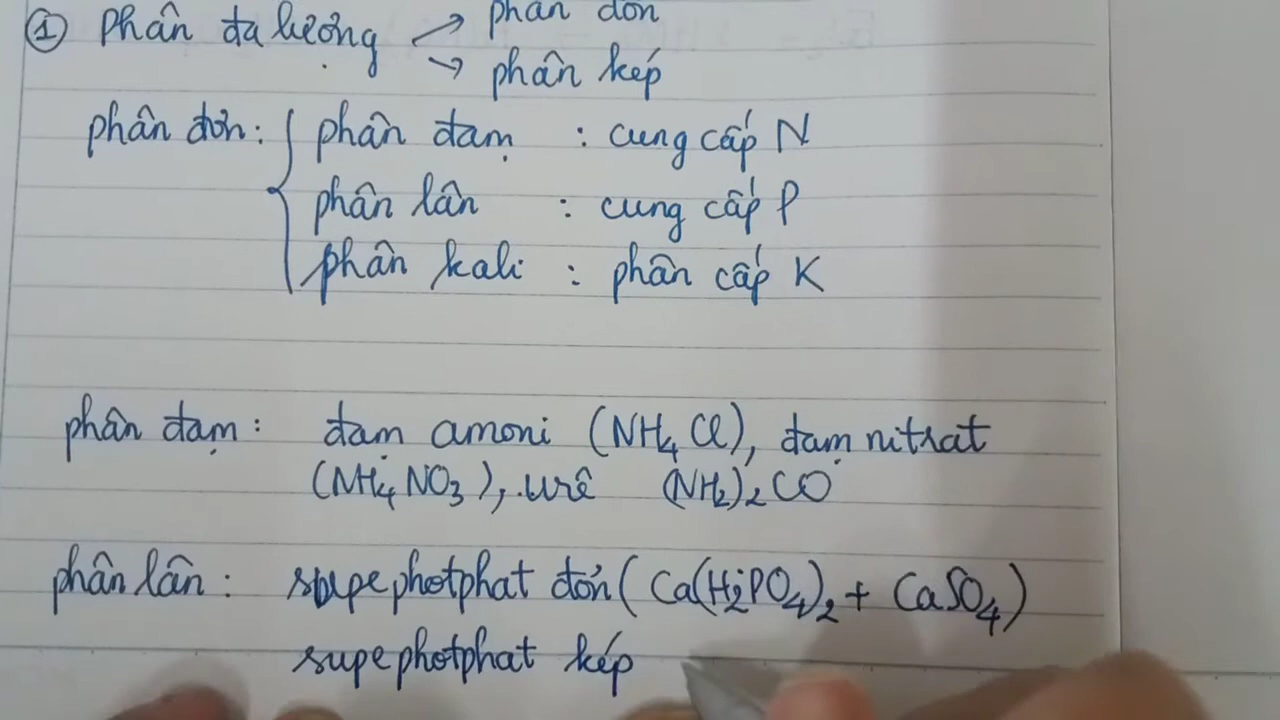 ① phân đa lượng → phân đơn
→ phân kép
phân đơn: { phân đạm : cung cấp N
phân lân : cung cấp P
phân kali : phân cấp K
phân đạm: đạm amoni (NH₄Cl), đạm nitrat
(NH₄NO₃), urê (NH₂)₂CO
phân lân: supephotphat đơn (Ca(H₂PO₄)₂ + CaSO₄)
supephotphat kép